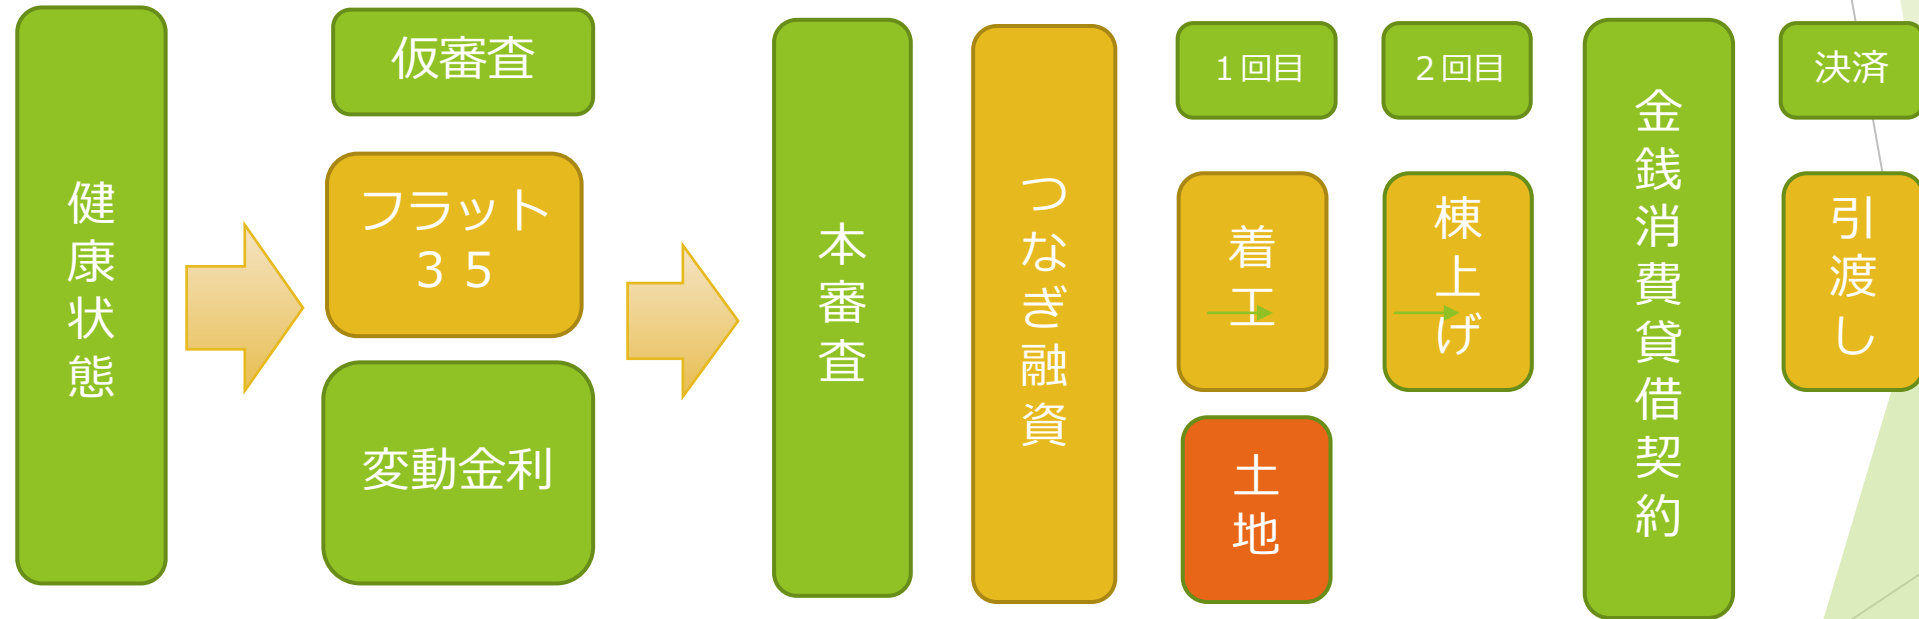 健康状態
仮審査
フラット
３５
変動金利
本審査
つなぎ融資
１回目
着工
土地
２回目
棟上げ
金銭消費貸借契約
決済
引渡し